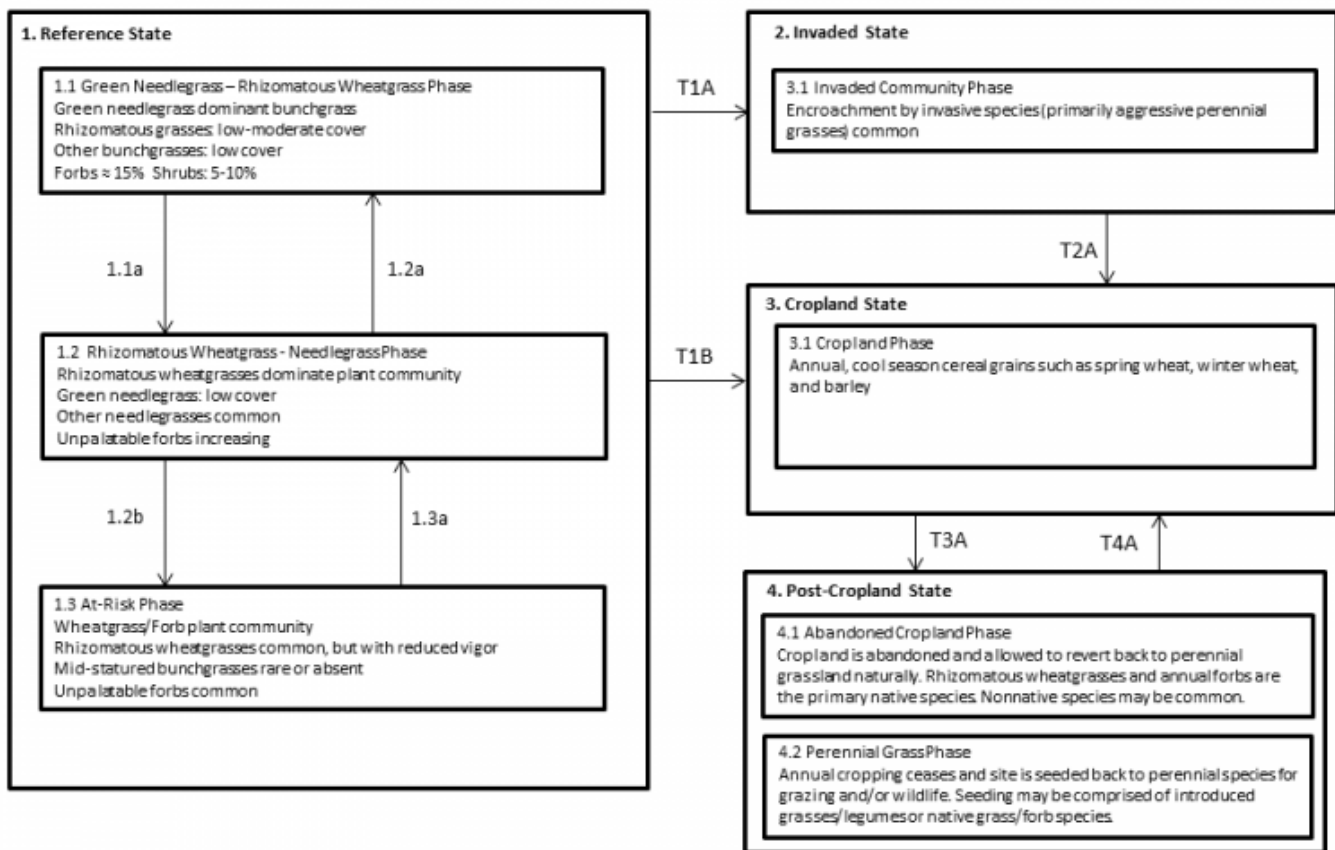 1. Reference State
1.1 Green Needlegrass – Rhizomatous Wheatgrass Phase
Green needlegrass dominant bunchgrass
Rhizomatous grasses: low-moderate cover
Other bunchgrasses: low cover
Forbs ≈ 15% Shrubs: 5-10%
1.1a
1.2a
1.2 Rhizomatous Wheatgrass - Needlegrass Phase
Rhizomatous wheatgrasses dominate plant community
Green needlegrass: low cover
Other needlegrasses common
Unpalatable forbs increasing
1.2b
1.3a
1.3 At-Risk Phase
Wheatgrass/Forb plant community
Rhizomatous wheatgrasses common, but with reduced vigor
Mid-statured bunchgrasses rare or absent
Unpalatable forbs common
T1A
T1B
2. Invaded State
3.1 Invaded Community Phase
Encroachment by invasive species (primarily aggressive perennial
grasses) common
T2A
3. Cropland State
3.1 Cropland Phase
Annual, cool season cereal grains such as spring wheat, winter wheat,
and barley
T3A
T4A
4. Post-Cropland State
4.1 Abandoned Cropland Phase
Cropland is abandoned and allowed to revert back to perennial
grassland naturally. Rhizomatous wheatgrasses and annual forbs are
the primary native species. Nonnative species may be common.
4.2 Perennial Grass Phase
Annual cropping ceases and site is seeded back to perennial species for
grazing and/or wildlife. Seeding may be comprised of introduced
grasses/legumes or native grass/forb species.